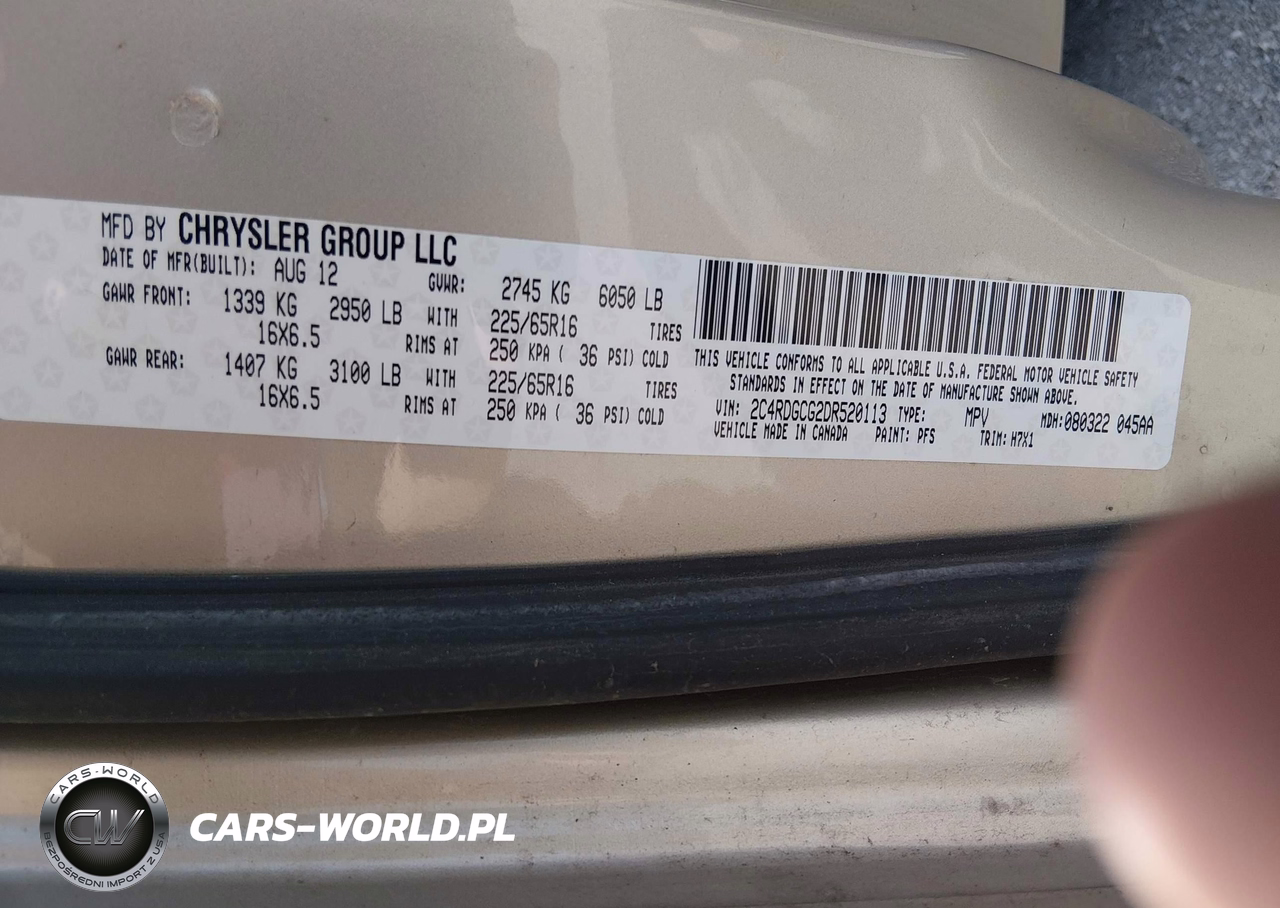 MFD BY CHRYSLER GROUP LLC
DATE OF MFR(BUILT): AUG 12 GVWR: 2745 KG 6050 LB
GAWR FRONT: 1339 KG 2950 LB WITH 225/65R16 TIRES
16X6.5 RIMS AT 250 KPA ( 36 PSI) COLD
GAWR REAR: 1407 KG 3100 LB WITH 225/65R16 TIRES
16X6.5 RIMS AT 250 KPA ( 36 PSI) COLD
THIS VEHICLE CONFORMS TO ALL APPLICABLE U.S.A. FEDERAL MOTOR VEHICLE SAFETY
STANDARDS IN EFFECT ON THE DATE OF MANUFACTURE SHOWN ABOVE.
VIN: 2C4RDGCG2DR520113 TYPE: MPV MDH:080322 045AA
VEHICLE MADE IN CANADA PAINT: PFS TRIM: H7X1
CARS-WORLD
CW
BEZPOŚREDNI IMPORT Z USA
CARS-WORLD.PL